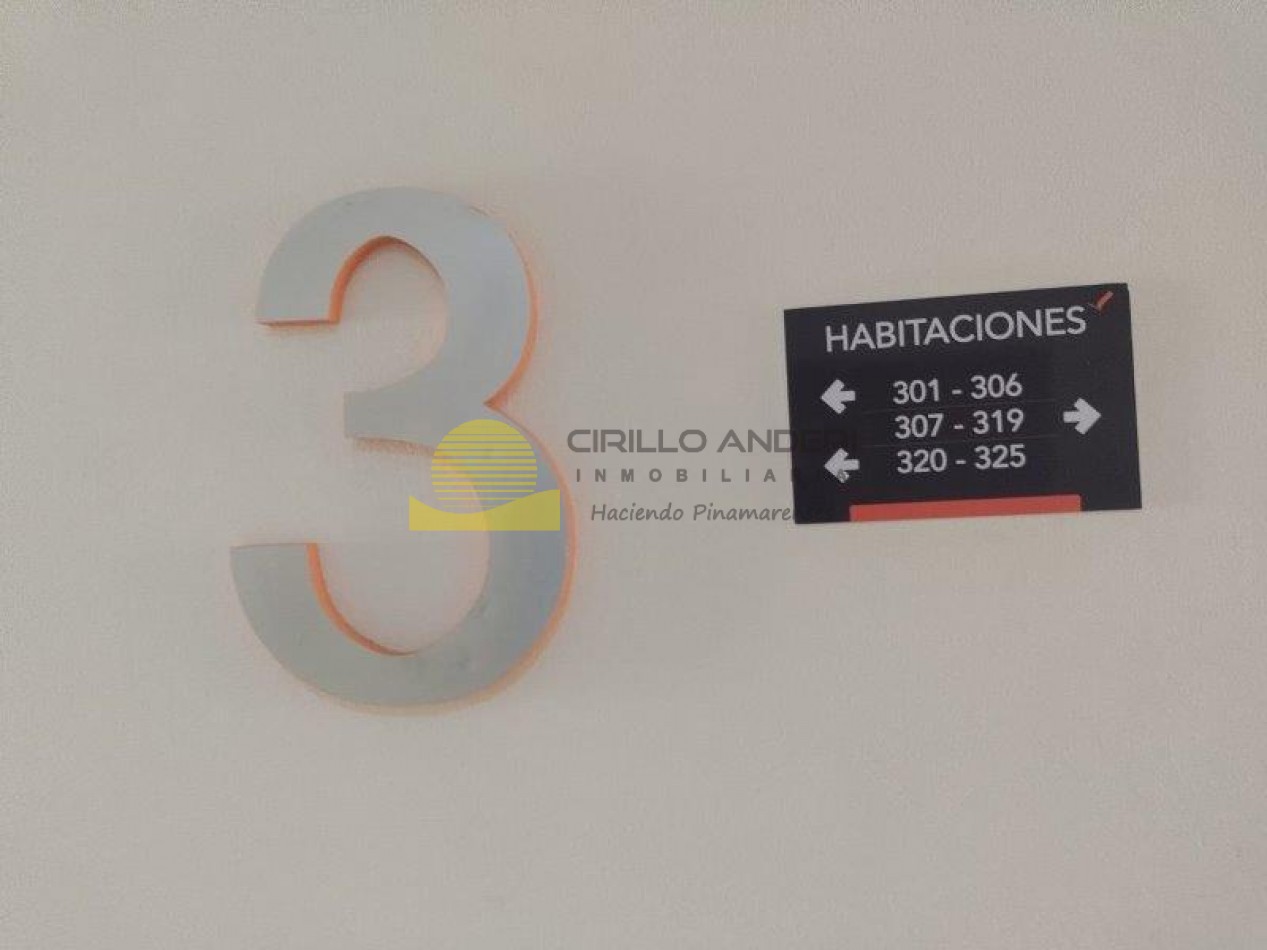 3
HABITACIONES
301 - 306
307 - 319
320 - 325
CIRILLO
Haciendo